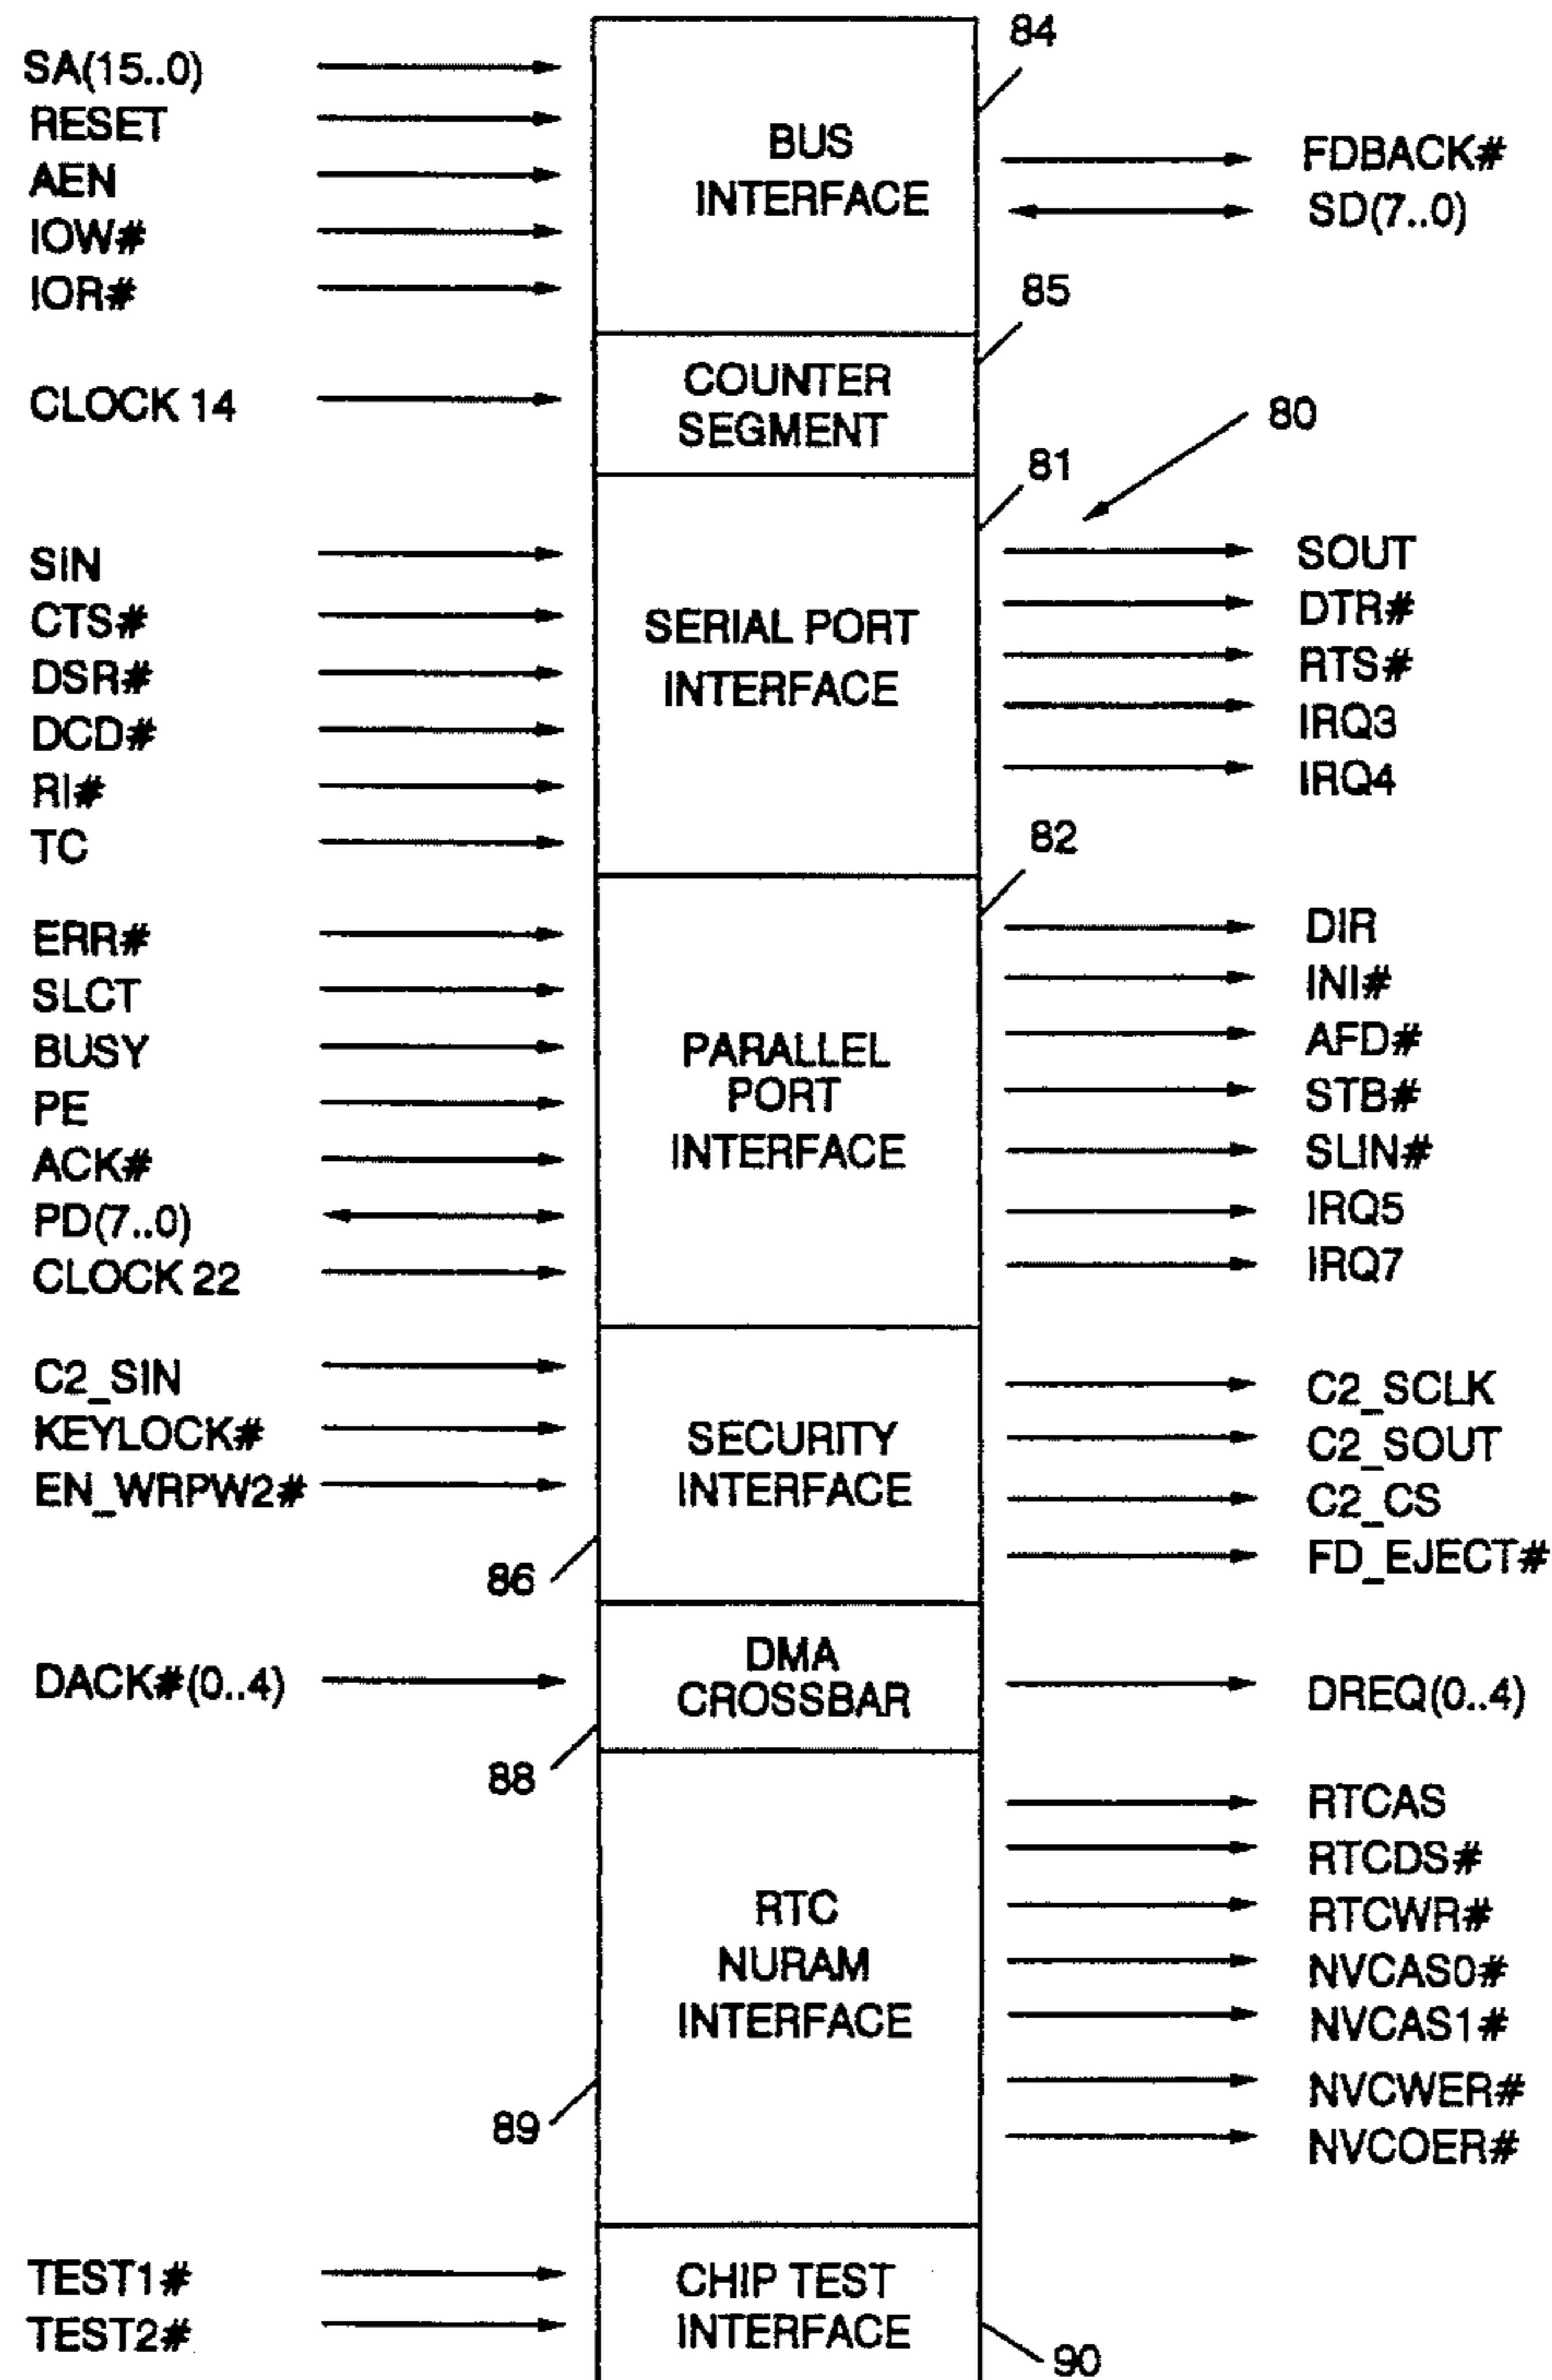 84
SA(15..0)
RESET
AEN
IOW#
IOR#
BUS
INTERFACE
FDBACK#
SD(7..0)
85
CLOCK 14
COUNTER
SEGMENT
80
81
SIN
CTS#
DSR#
DCD#
RI#
TC
SERIAL PORT
INTERFACE
SOUT
DTR#
RTS#
IRQ3
IRQ4
82
ERR#
SLCT
BUSY
PE
ACK#
PD(7..0)
CLOCK 22
PARALLEL
PORT
INTERFACE
DIR
INI#
AFD#
STB#
SLIN#
IRQ5
IRQ7
C2_SIN
KEYLOCK#
EN_WRPW2#
86
SECURITY
INTERFACE
C2_SCLK
C2_SOUT
C2_CS
FD_EJECT#
DACK#(0..4)
88
DMA
CROSSBAR
DREQ(0..4)
RTC
NURAM
INTERFACE
89
RTCAS
RTCDS#
RTCWR#
NVCAS0#
NVCAS1#
NVCWER#
NVCOER#
TEST1#
TEST2#
CHIP TEST
INTERFACE
90